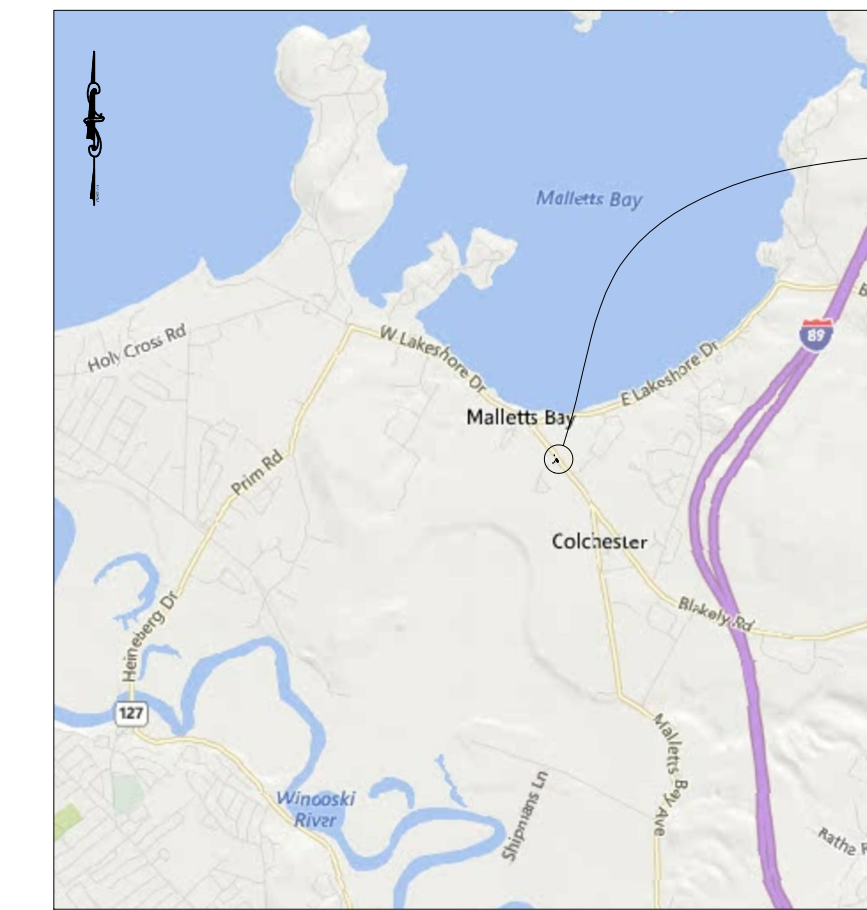 Malletts Bay
89
Holy Cross Rd
W Lakeshore Dr
E Lakeshore Dr
Malletts Bay
Prim Rd
Colchester
Heineberg Dr
Blakely Rd
127
Malletts Bay Ave
Winooski
River
Shipmans Ln